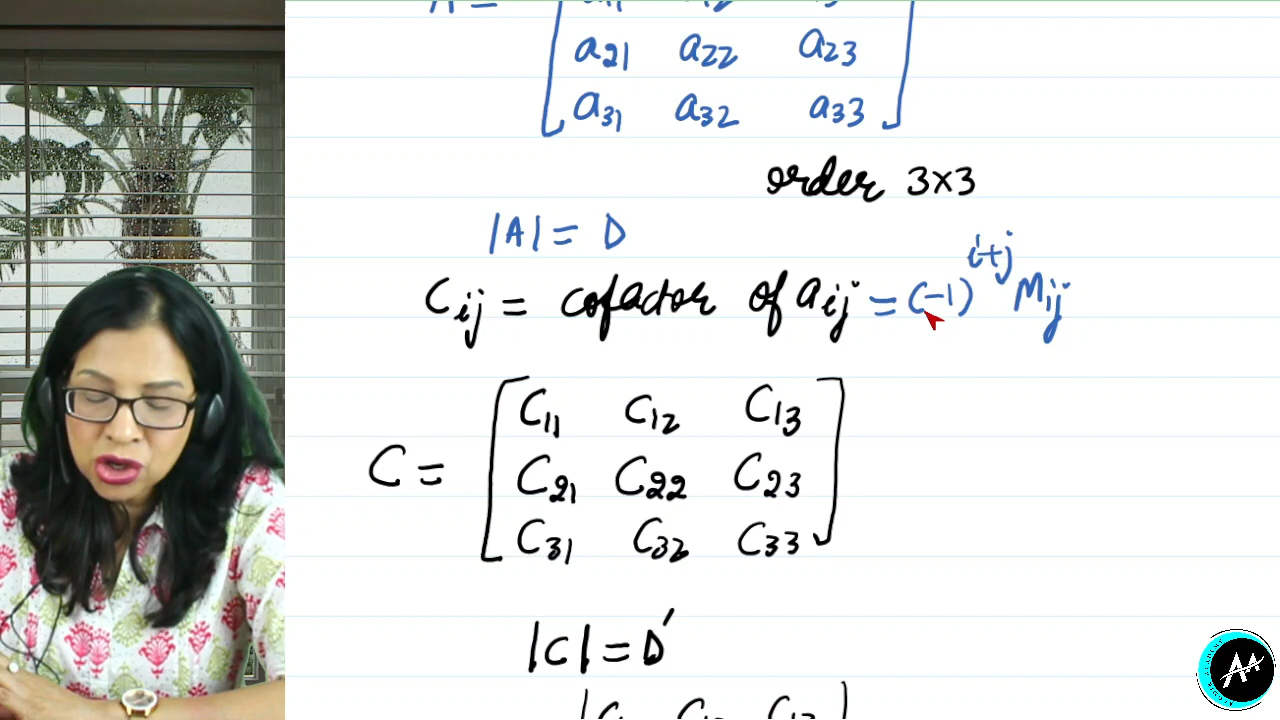 a21 a22 a23
a31 a32 a33
order 3×3
|A| = D
Cij = cofactor of aij = (-1)^i+j Mij
C = [C11 C12 C13
C21 C22 C23
C31 C32 C33]
|C| = D′